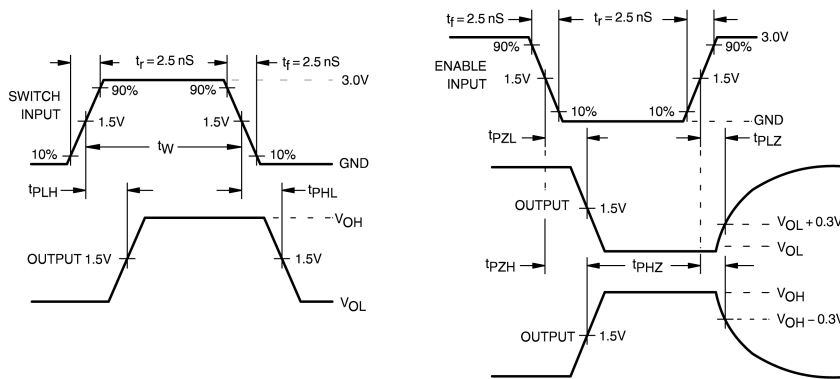 tr = 2.5 nS
tf = 2.5 nS
3.0V
SWITCH
INPUT
90%
90%
1.5V
1.5V
tW
10%
10%
GND
tPLH
tPHL
VOH
OUTPUT 1.5V
1.5V
VOL
tf = 2.5 nS
tr = 2.5 nS
3.0V
90%
90%
ENABLE
INPUT
1.5V
1.5V
10%
10%
GND
tPZL
tPLZ
OUTPUT
1.5V
VOL + 0.3V
VOL
tPZH
tPHZ
VOH
VOH – 0.3V
OUTPUT
1.5V